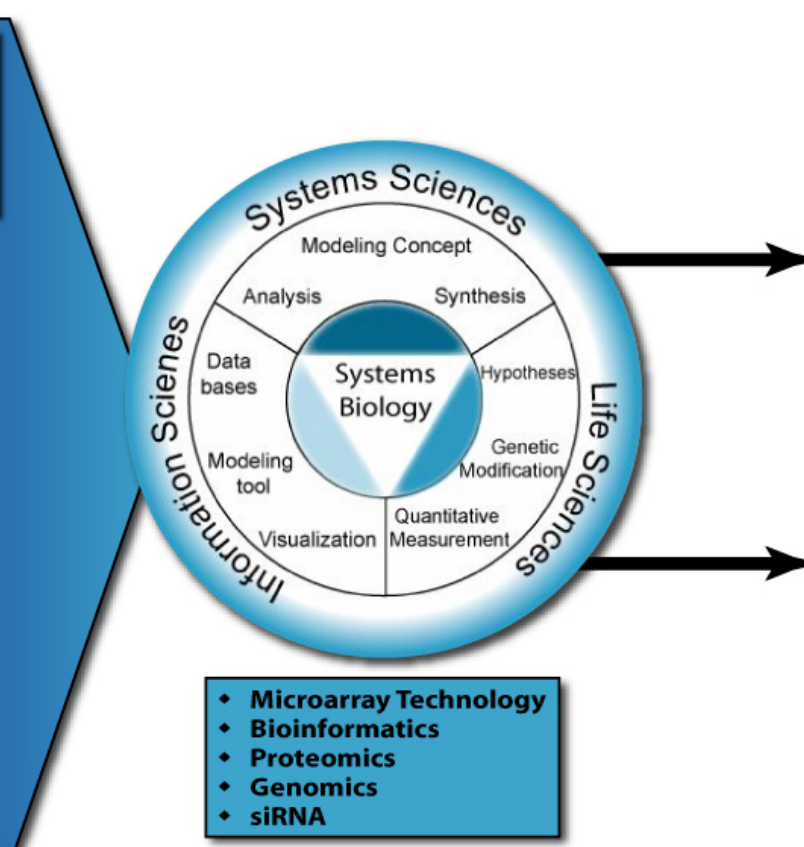 Systems Sciences
Modeling Concept
Analysis
Synthesis
Information Scienes
Data
bases
Modeling
tool
Visualization
Systems
Biology
Life Sciences
Hypotheses
Genetic
Modification
Quantitative
Measurement
Microarray Technology
Bioinformatics
Proteomics
Genomics
siRNA